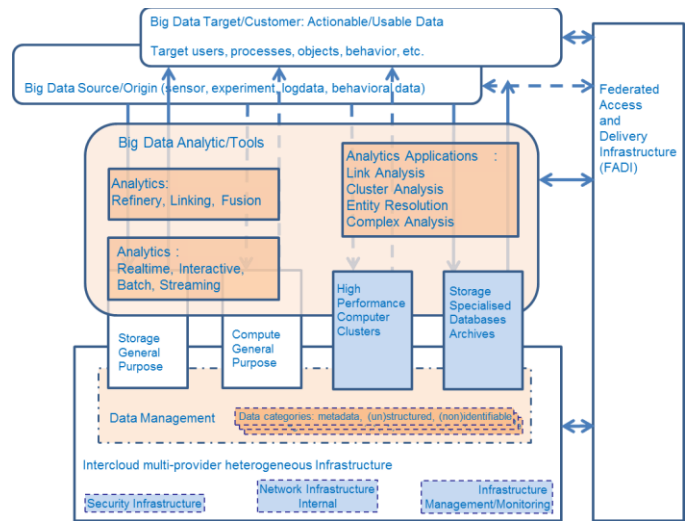 Big Data Target/Customer: Actionable/Usable Data
Target users, processes, objects, behavior, etc.
Big Data Source/Origin (sensor, experiment, logdata, behavioral data)
Federated
Access
and
Delivery
Infrastructure
(FADI)
Big Data Analytic/Tools
Analytics:
Refinery, Linking, Fusion
Analytics Applications :
Link Analysis
Cluster Analysis
Entity Resolution
Complex Analysis
Analytics :
Realtime, Interactive,
Batch, Streaming
Storage
General
Purpose
Compute
General
Purpose
High
Performance
Computer
Clusters
Storage
Specialised
Databases
Archives
Data Management
Data categories: metadata, (un)structured, (non)identifiable
Intercloud multi-provider heterogeneous Infrastructure
Security Infrastructure
Network Infrastructure
Internal
Infrastructure
Management/Monitoring